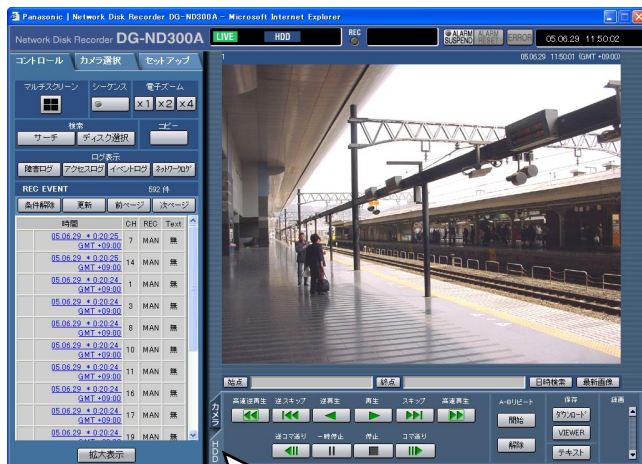 Panasonic | Network Disk Recorder DG-ND300A - Microsoft Internet Explorer
Network Disk Recorder DG-ND300A
LIVE HDD REC ALARM SUSPEND ALARM RESET ERROR 05.06.29 11:50:02
コントロール カメラ選択 セットアップ
マルチスクリーン シーケンス 電子ズーム
x1 x2 x4
検索 コピー
サーチ ディスク選択
ログ表示
障害ログ アクセスログ イベントログ ネットワークログ
REC EVENT 592 件
条件解除 更新 前ページ 次ページ
時間 CH REC Text
05.06.29 * 0:20:25 GMT +09:00 7 MAN 無
05.06.29 * 0:20:25 GMT +09:00 14 MAN 無
05.06.29 * 0:20:24 GMT +09:00 1 MAN 無
05.06.29 * 0:20:24 GMT +09:00 3 MAN 無
05.06.29 * 0:20:24 GMT +09:00 8 MAN 無
05.06.29 * 0:20:24 GMT +09:00 10 MAN 無
05.06.29 * 0:20:24 GMT +09:00 11 MAN 無
05.06.29 * 0:20:24 GMT +09:00 16 MAN 無
05.06.29 * 0:20:24 GMT +09:00 17 MAN 無
05.06.29 * 0:20:24 GMT +09:00 19 MAN 無
拡大表示
1 05.06.29 11:50:01 (GMT +09:00)
始点 終点 日時検索 最新画像
カメラ
HDD
高速逆再生 逆スキップ 逆再生 再生 スキップ 高速再生
逆コマ送り 一時停止 停止 コマ送り
A-Bリピート
開始
解除
保存
ダウンロード
VIEWER
テキスト
録画